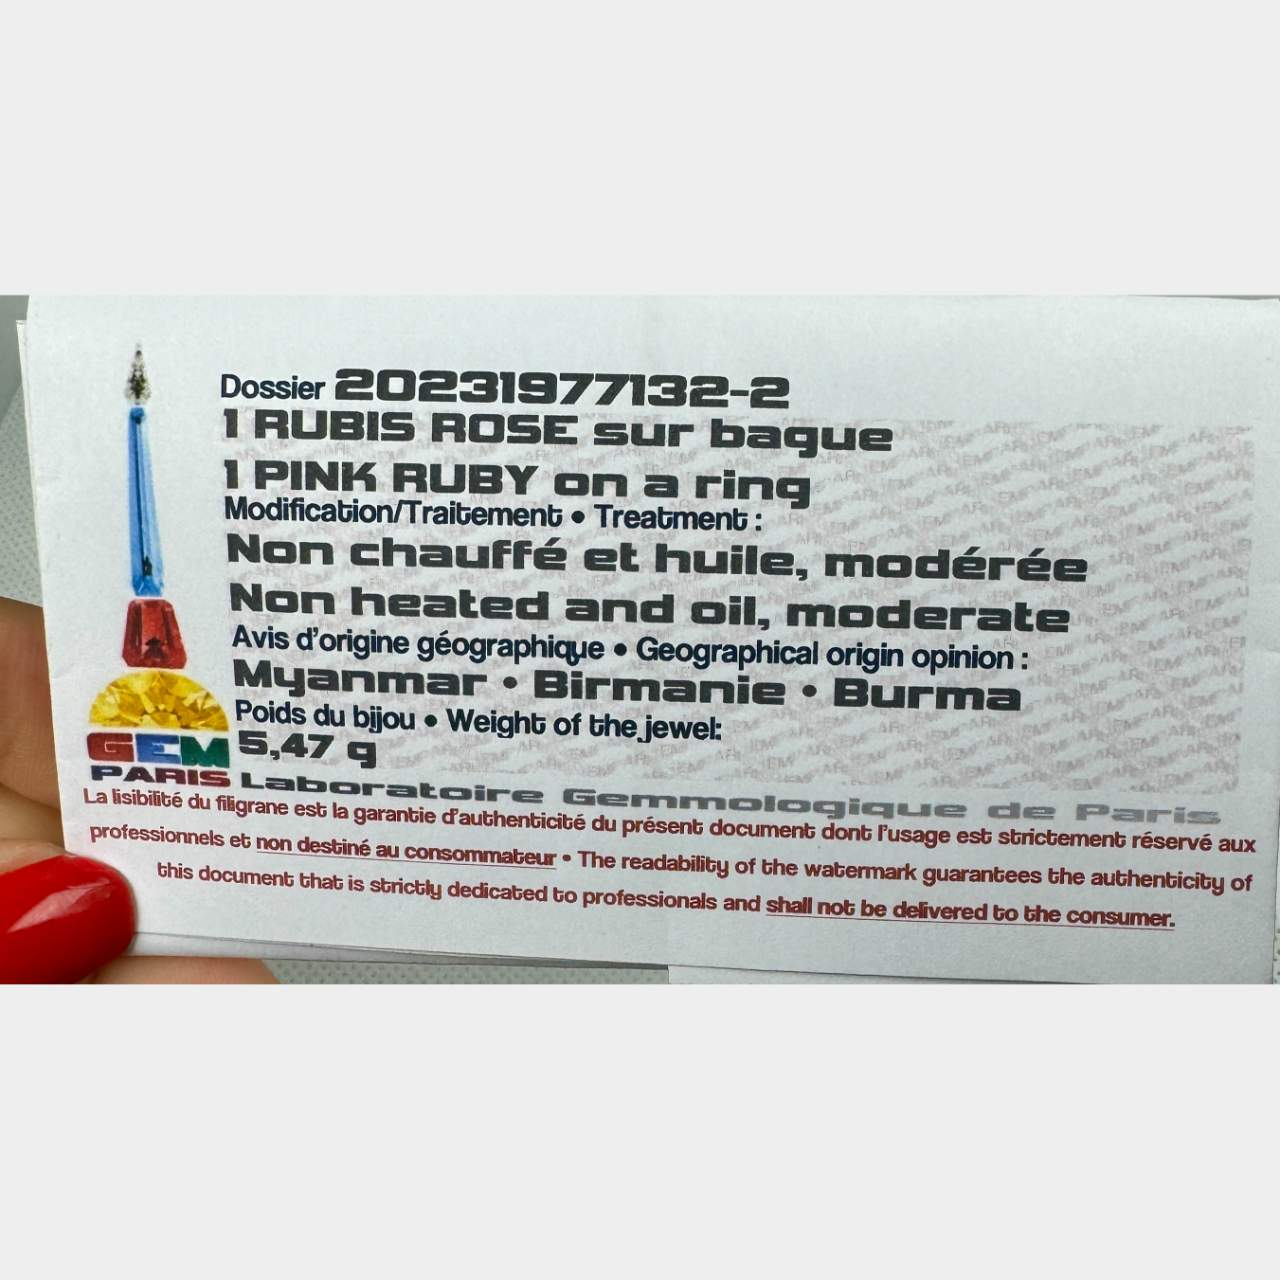 Dossier 20231977132-2
1 RUBIS ROSE sur bague
1 PINK RUBY on a ring
Modification/Traitement • Treatment :
Non chauffé et huile, modérée
Non heated and oil, moderate
Avis d'origine géographique • Geographical origin opinion :
Myanmar • Birmanie • Burma
Poids du bijou • Weight of the jewel:
5,47 g
GEM
PARIS
Laboratoire Gemmologique de Paris
La lisibilité du filigrane est la garantie d'authenticité du présent document dont l'usage est strictement réservé aux
professionnels et non destiné au consommateur • The readability of the watermark guarantees the authenticity of
this document that is strictly dedicated to professionals and shall not be delivered to the consumer.